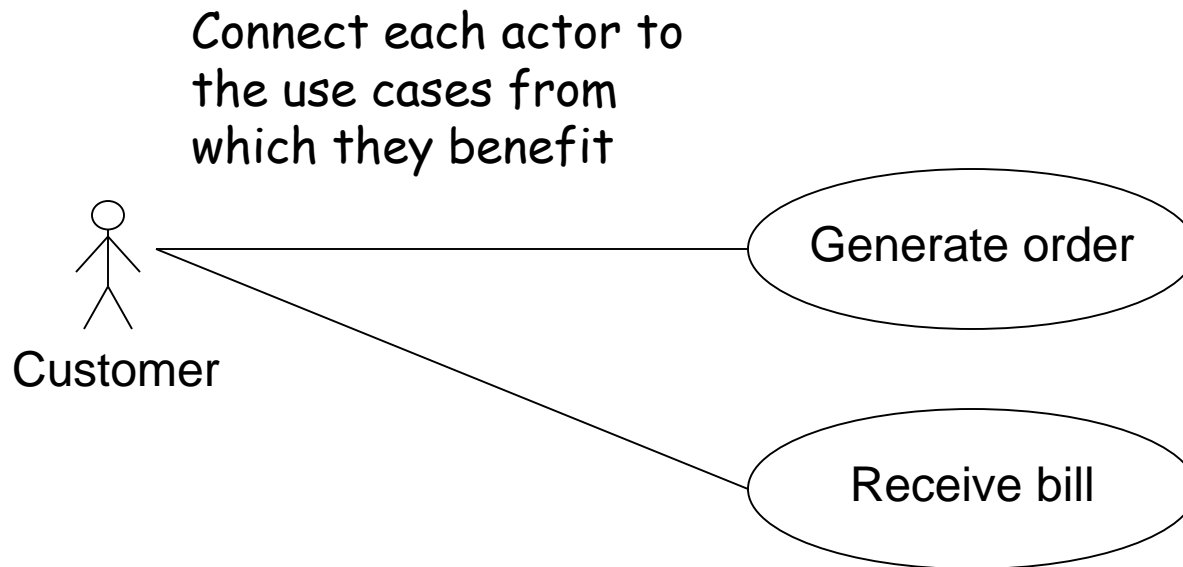 Connect each actor to
the use cases from
which they benefit
Generate order
Customer
Receive bill